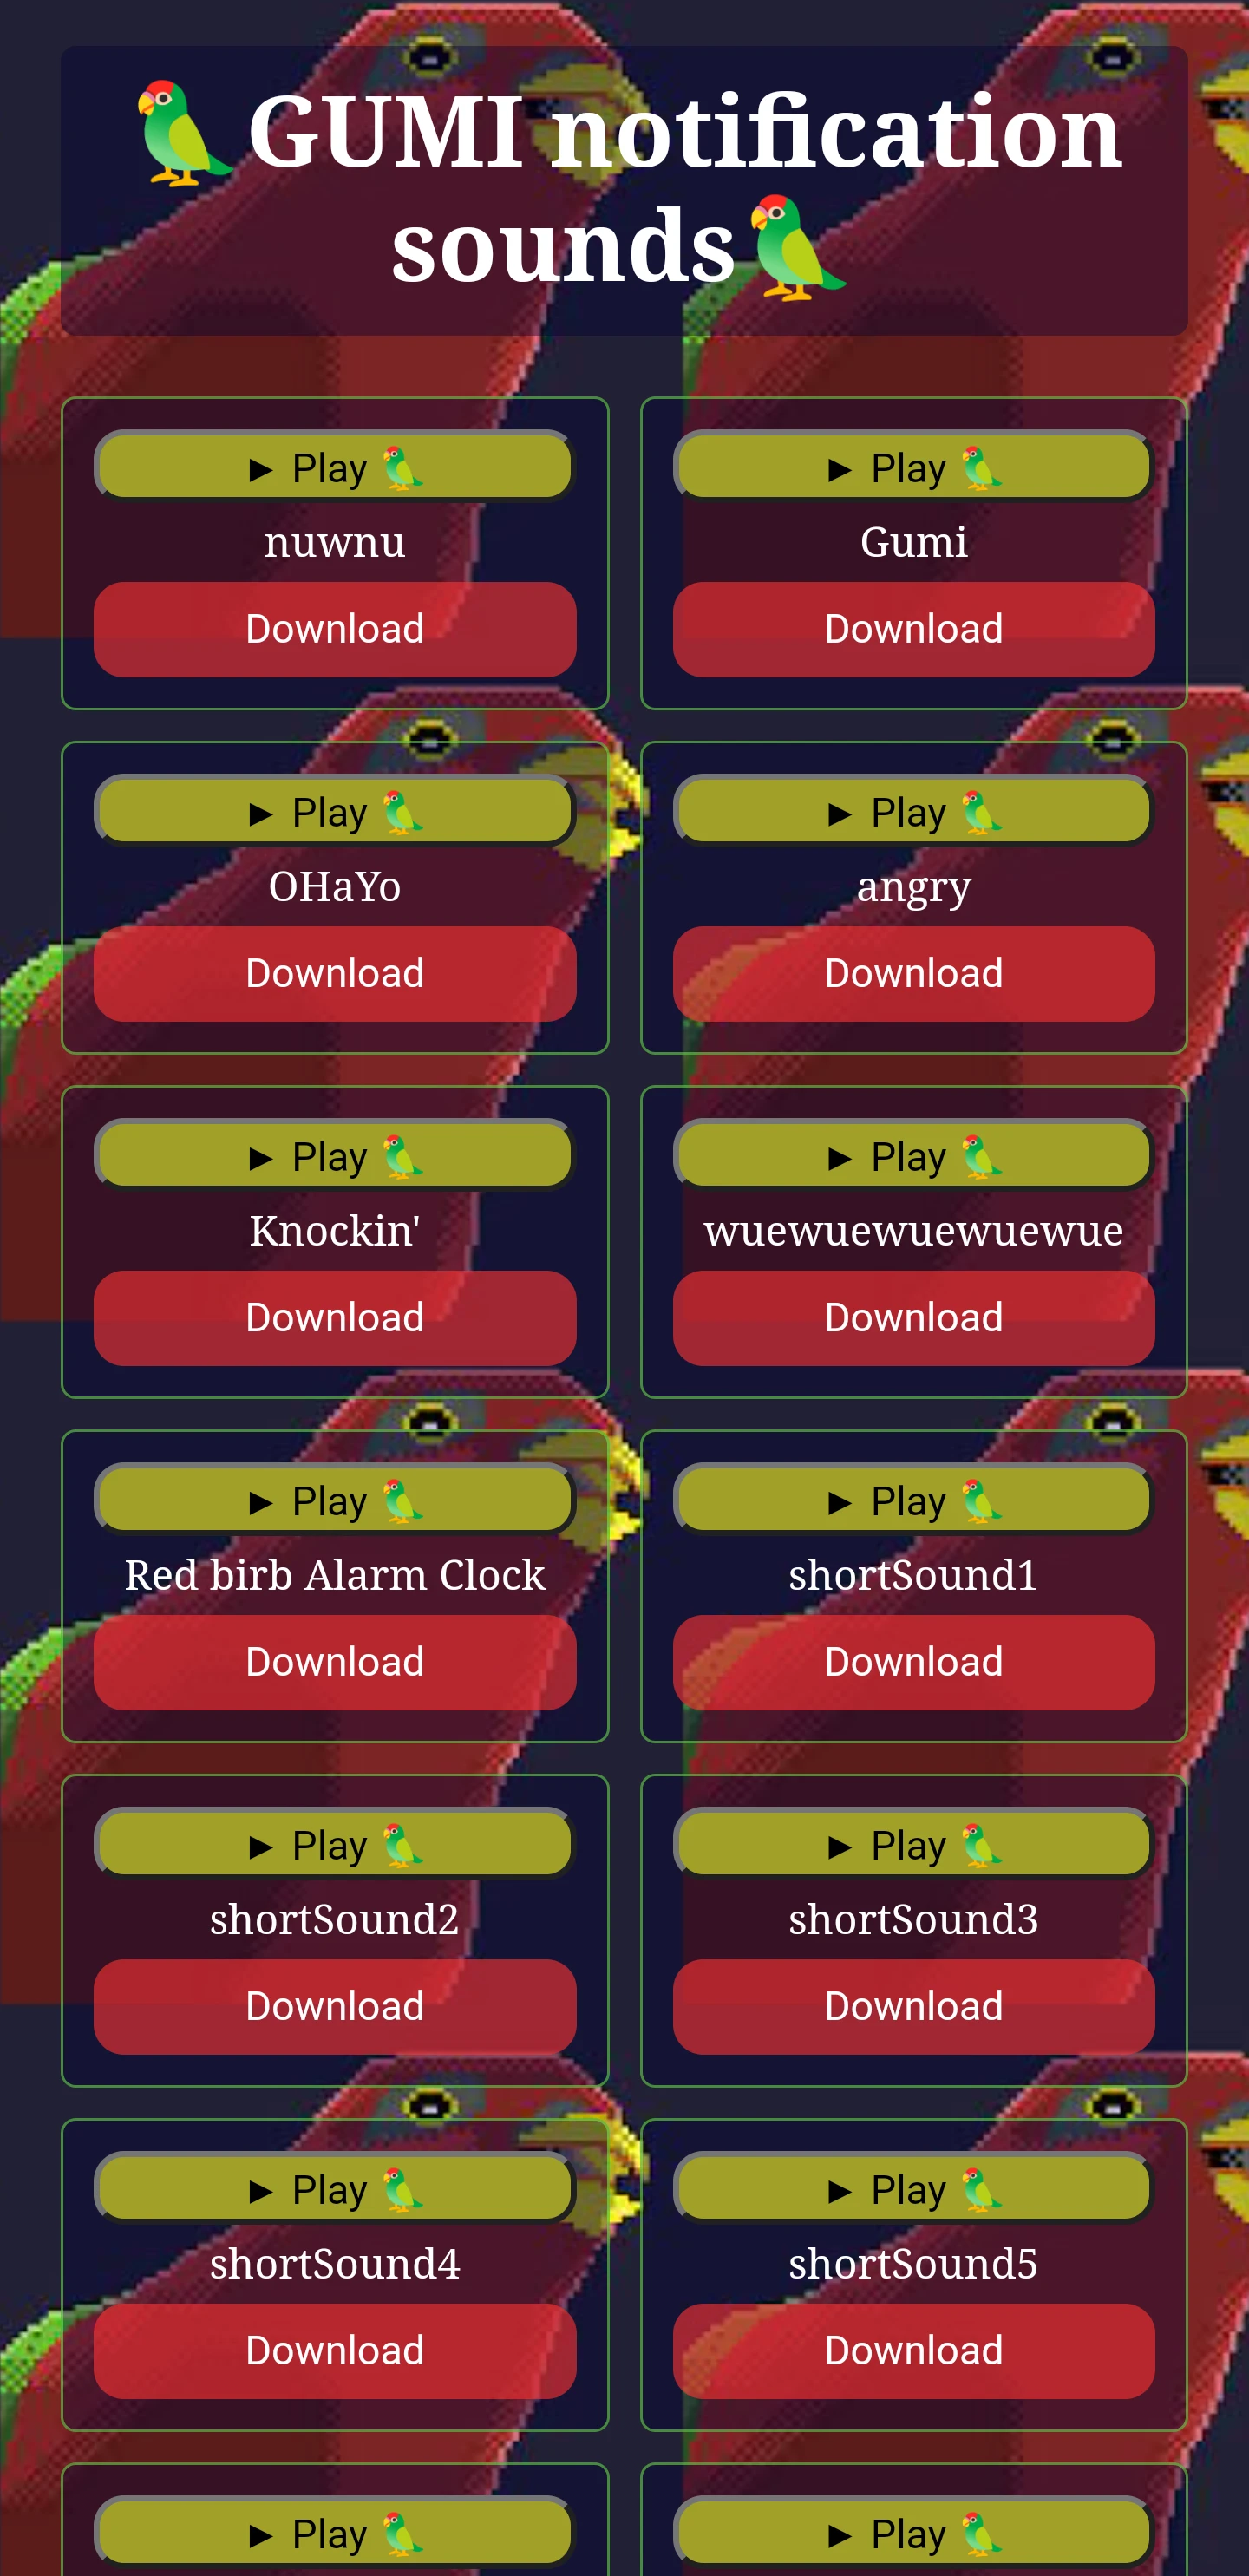 🦜GUMI notification
sounds🦜
► Play 🦜
nuwnu
Download
► Play 🦜
Gumi
Download
► Play 🦜
OHaYo
Download
► Play 🦜
angry
Download
► Play 🦜
Knockin'
Download
► Play 🦜
wuewuewuewuewue
Download
► Play 🦜
Red birb Alarm Clock
Download
► Play 🦜
shortSound1
Download
► Play 🦜
shortSound2
Download
► Play 🦜
shortSound3
Download
► Play 🦜
shortSound4
Download
► Play 🦜
shortSound5
Download
► Play 🦜
► Play 🦜